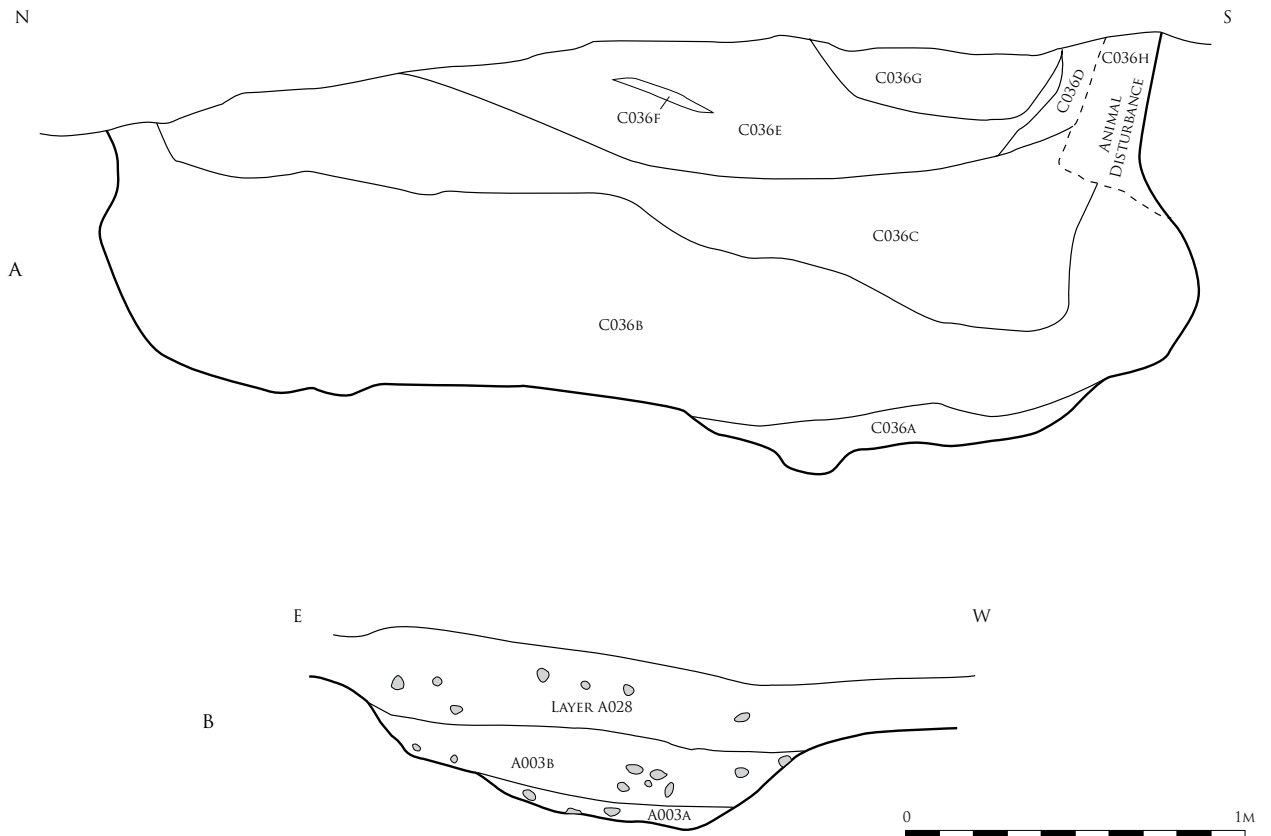 N
S
C036H
C036G
C036D
C036F
C036E
ANIMAL
DISTURBANCE
C036C
A
C036B
C036A
E
W
LAYER A028
B
A003B
A003A
0
1M